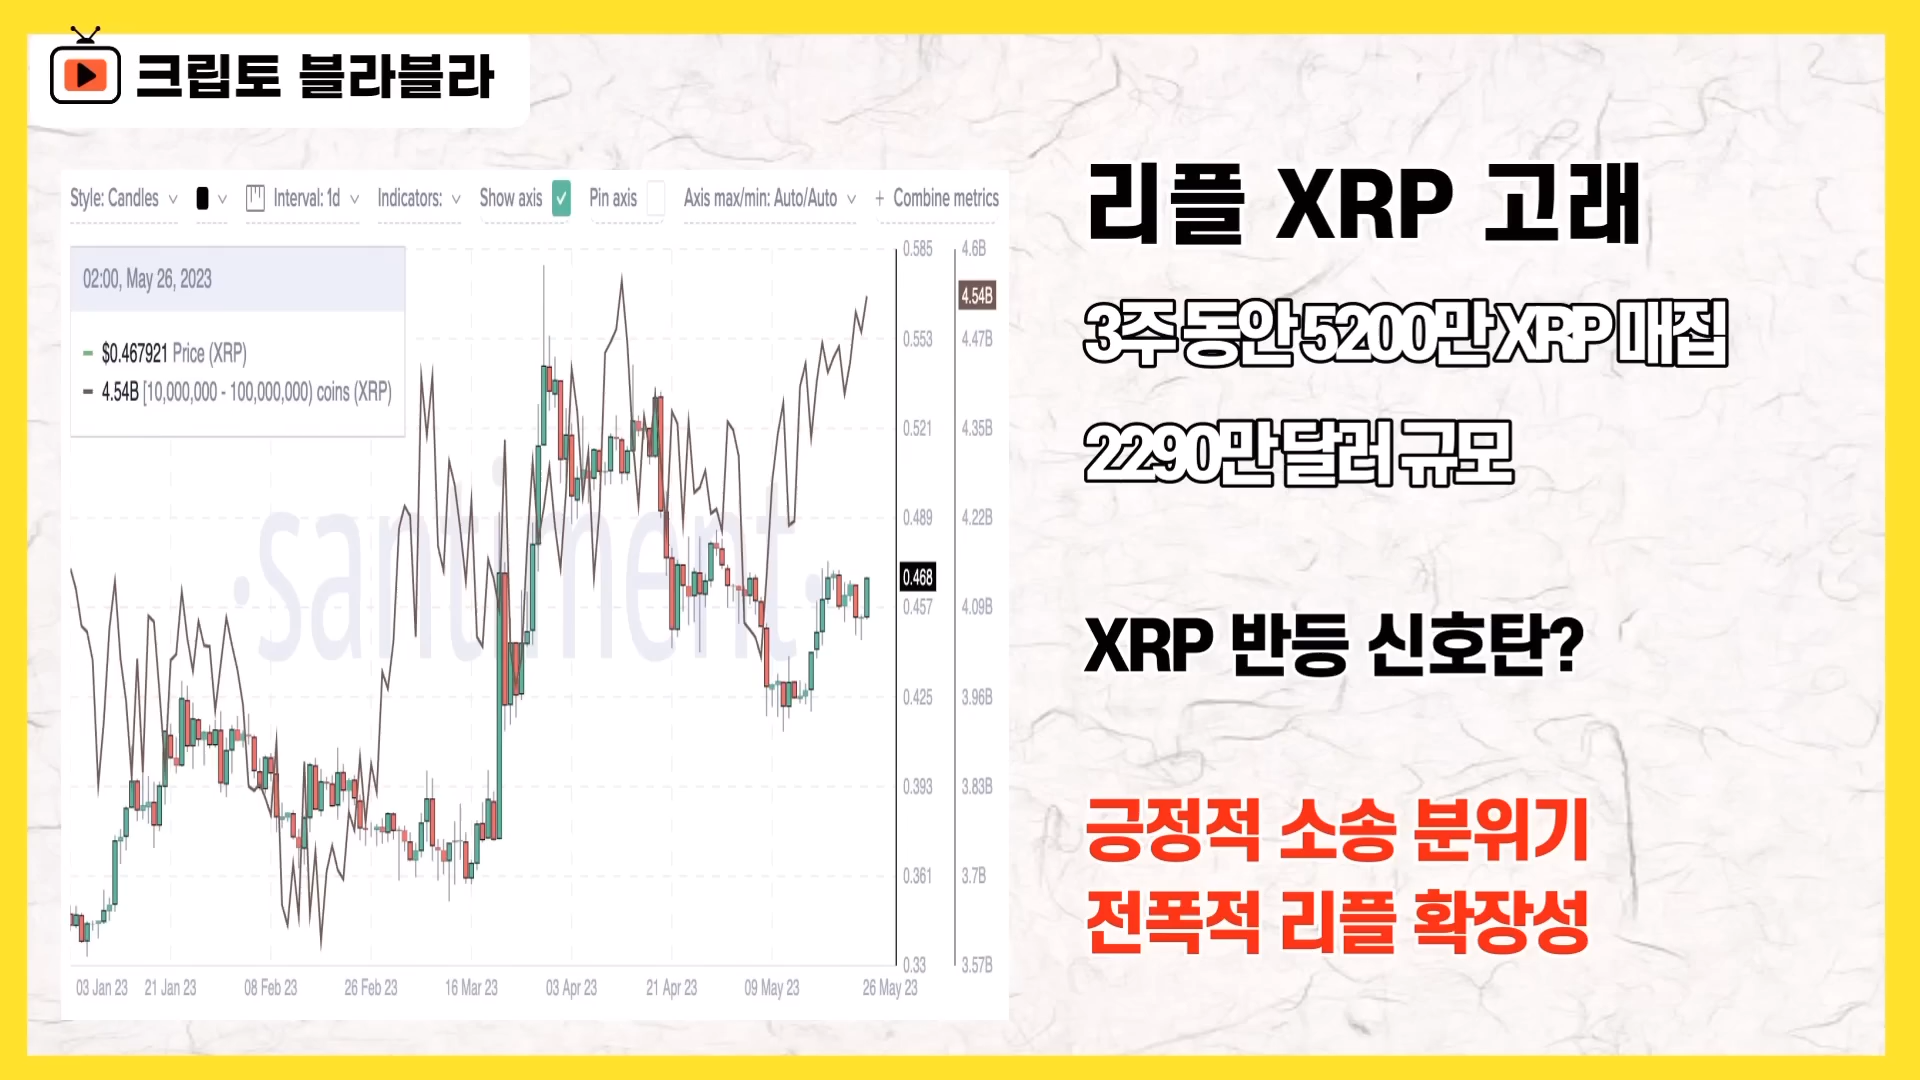 크립토 블라블라
Style: Candles Interval: 1d Indicators: Show axis Pin axis Axis max/min: Auto/Auto + Combine metrics
02:00, May 26, 2023
$0.467921 Price (XRP)
4.54B [10,000,000 - 100,000,000) coins (XRP)
santiment
0.585 4.6B
4.54B
0.553 4.47B
0.521 4.35B
0.489 4.22B
0.468
0.457 4.09B
0.425 3.96B
0.393 3.83B
0.361 3.7B
0.33 3.57B
03 Jan 23 21 Jan 23 08 Feb 23 26 Feb 23 16 Mar 23 03 Apr 23 21 Apr 23 09 May 23 26 May 23
리플 XRP 고래
3주 동안 5200만 XRP 매집
2290만 달러 규모
XRP 반등 신호탄?
긍정적 소송 분위기
전폭적 리플 확장성